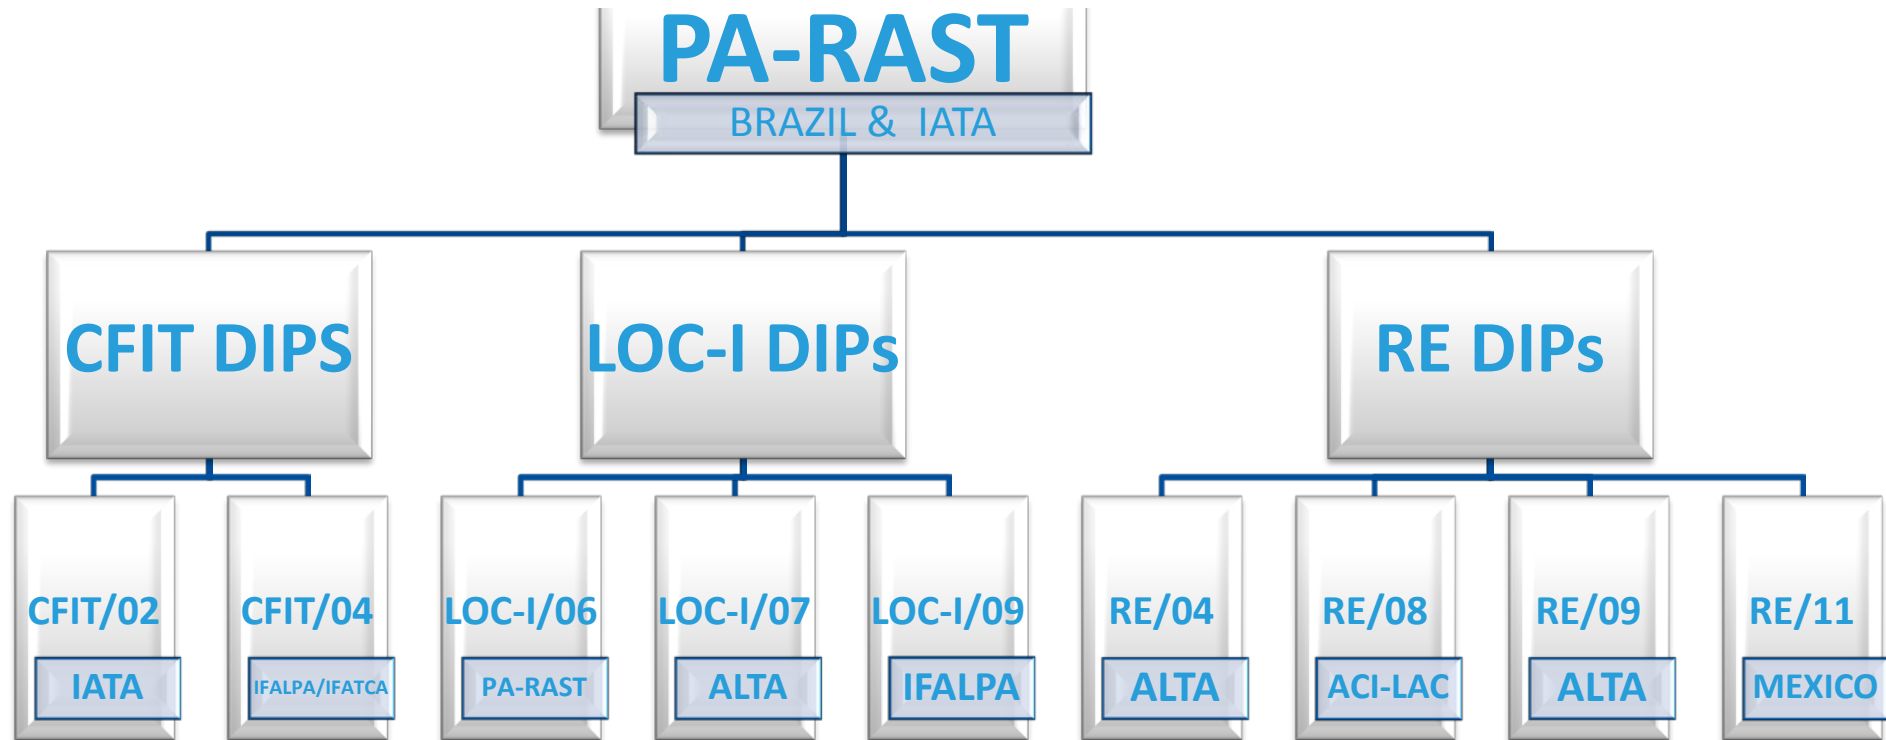 PA-RAST
BRAZIL & IATA
CFIT DIPS
LOC-I DIPs
RE DIPs
CFIT/02
IATA
CFIT/04
IFALPA/IFATCA
LOC-I/06
PA-RAST
LOC-I/07
ALTA
LOC-I/09
IFALPA
RE/04
ALTA
RE/08
ACI-LAC
RE/09
ALTA
RE/11
MEXICO